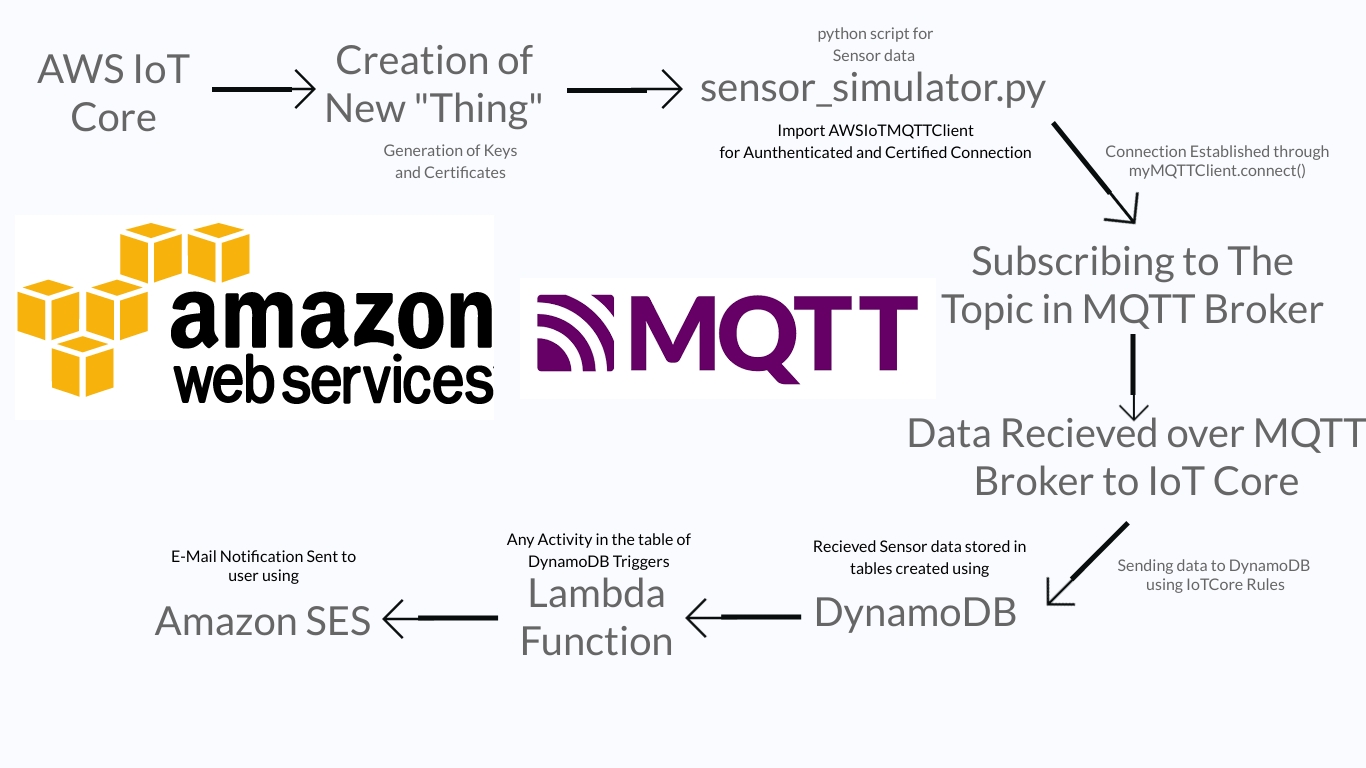 AWS IoT
Core
Creation of
New "Thing"
Generation of Keys
and Certificates
python script for
Sensor data
sensor_simulator.py
Import AWSIoTMQTTClient
for Aunthenticated and Certified Connection
Connection Established through
myMQTTClient.connect()
Subscribing to The
Topic in MQTT Broker
amazon
web services
MQTT
Data Recieved over MQTT
Broker to IoT Core
Sending data to DynamoDB
using IoTCore Rules
Recieved Sensor data stored in
tables created using
DynamoDB
Any Activity in the table of
DynamoDB Triggers
Lambda
Function
E-Mail Notification Sent to
user using
Amazon SES